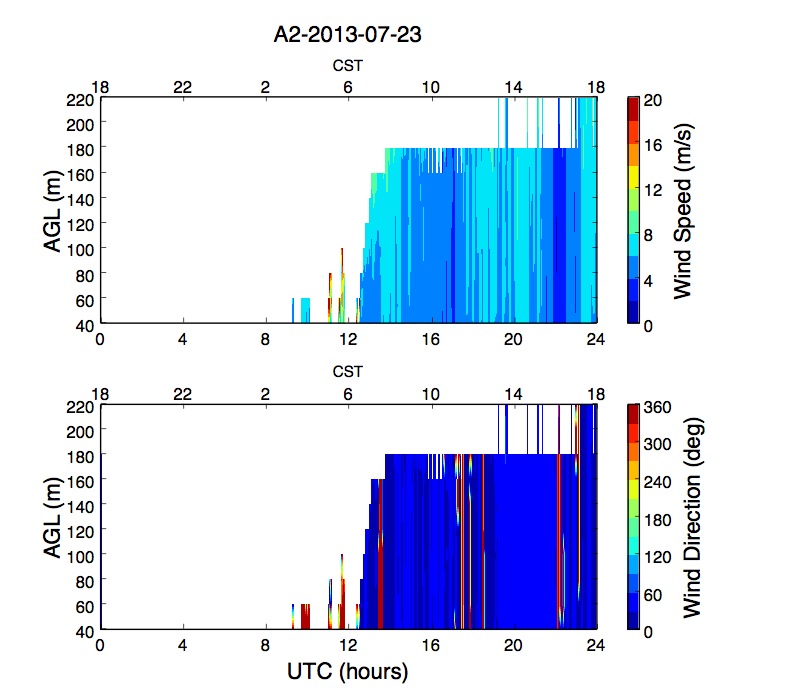 A2-2013-07-23
CST
18 22 2 6 10 14 18
220
200
180
160
140
120
100
80
60
40
AGL (m)
0 4 8 12 16 20 24
20
16
12
8
4
0
Wind Speed (m/s)
CST
18 22 2 6 10 14 18
220
200
180
160
140
120
100
80
60
40
AGL (m)
0 4 8 12 16 20 24
UTC (hours)
360
300
240
180
120
60
0
Wind Direction (deg)